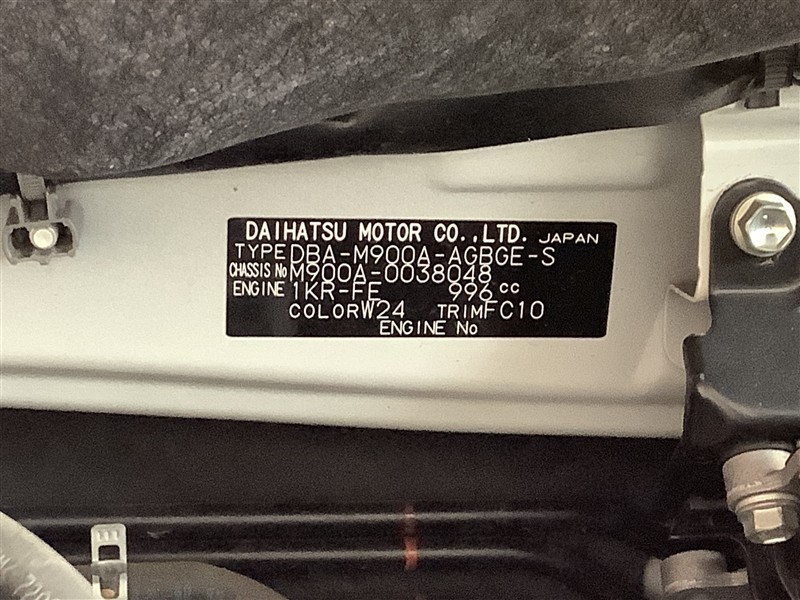 DAIHATSU MOTOR CO.,LTD. JAPAN
TYPE DBA-M900A-AGBGE-S
CHASSIS No M900A-0038048
ENGINE 1KR-FE 996 cc
COLOR W24 TRIM FC10
ENGINE No